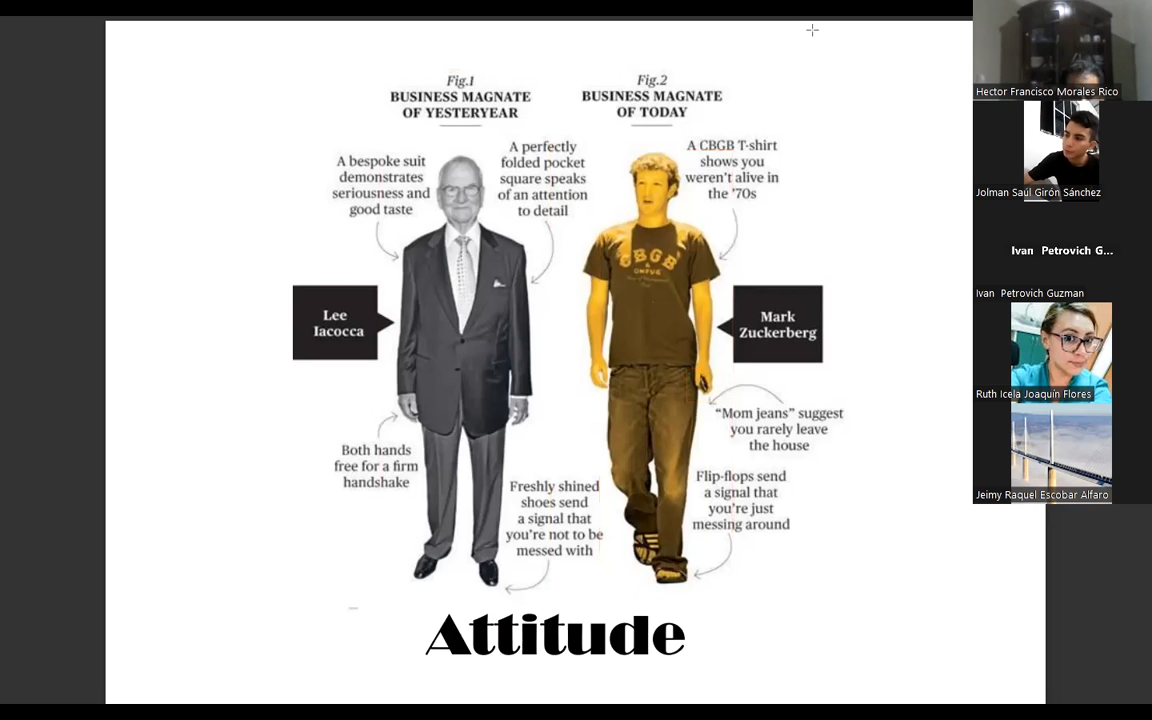 Fig.1
BUSINESS MAGNATE
OF YESTERYEAR
Fig.2
BUSINESS MAGNATE
OF TODAY
A bespoke suit
demonstrates
seriousness and
good taste
A perfectly
folded pocket
square speaks
of an attention
to detail
A CBGB T-shirt
shows you
weren't alive in
the '70s
CBGB
&
OMFUG
Lee
Iacocca
Mark
Zuckerberg
"Mom jeans" suggest
you rarely leave
the house
Both hands
free for a firm
handshake
Freshly shined
shoes send
a signal that
you're not to be
messed with
Flip-flops send
a signal that
you're just
messing around
Attitude
Hector Francisco Morales Rico
Jolman Saúl Girón Sánchez
Ivan Petrovich G...
Ivan Petrovich Guzman
Ruth Icela Joaquín Flores
Jeimy Raquel Escobar Alfaro